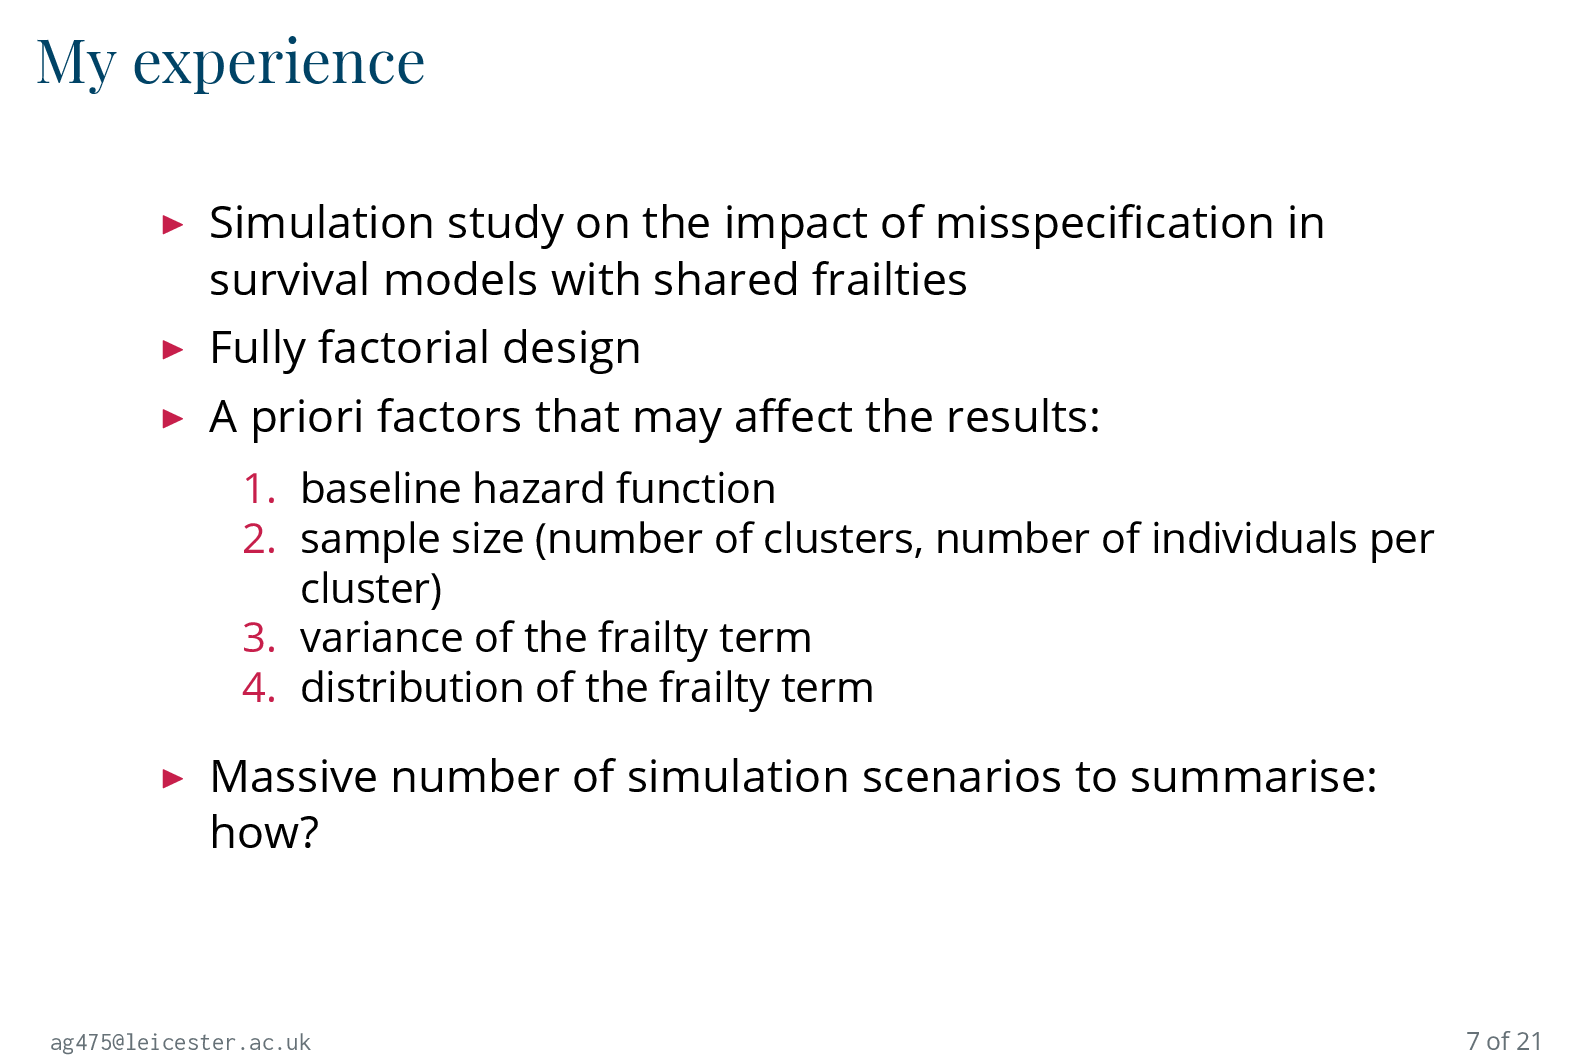 My experience
▶ Simulation study on the impact of misspecification in
survival models with shared frailties
▶ Fully factorial design
▶ A priori factors that may affect the results:
1. baseline hazard function
2. sample size (number of clusters, number of individuals per
cluster)
3. variance of the frailty term
4. distribution of the frailty term
▶ Massive number of simulation scenarios to summarise:
how?
ag475@leicester.ac.uk
7 of 21